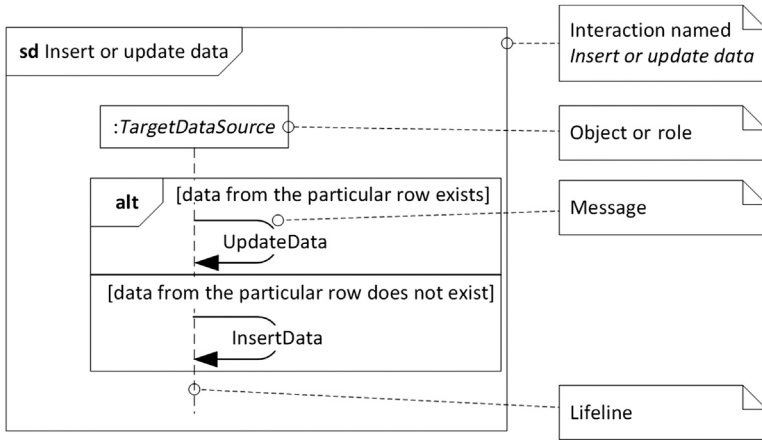 sd Insert or update data
Interaction named
Insert or update data
:TargetDataSource
Object or role
alt
[data from the particular row exists]
Message
UpdateData
[data from the particular row does not exist]
InsertData
Lifeline